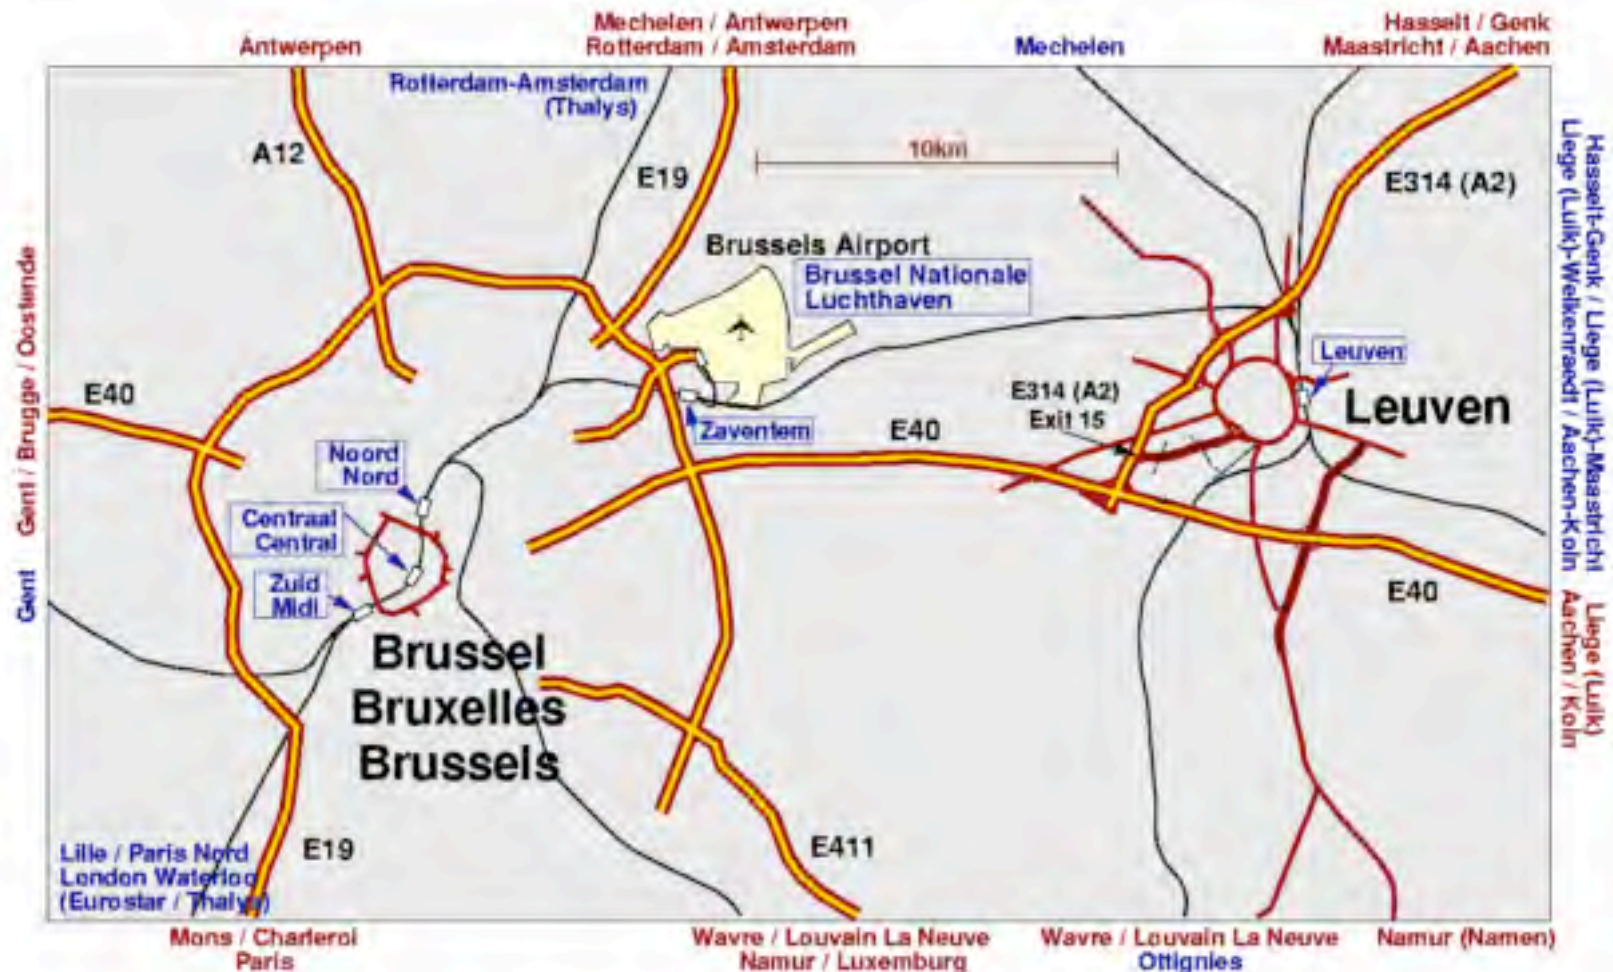 Antwerpen
Mechelen / Antwerpen
Rotterdam / Amsterdam
Mechelen
Hasselt / Genk
Maastricht / Aachen
Rotterdam-Amsterdam
(Thalys)
A12
E19
10km
E314 (A2)
Brussels Airport
Brussel Nationale
Luchthaven
Leuven
Leuven
E314 (A2)
Exit 15
E40
E40
Zaventem
Noord
Nord
Centraal
Central
Zuid
Midi
Brussel
Bruxelles
Brussels
E40
E411
E19
Lille / Paris Nord
London Waterloo
(Eurostar / Thalys)
Gent / Brugge / Oostende
Gent
Hasselt-Genk / Liege (Luik)-Maastricht
Liege (Luik)-Welkenraedt / Aachen-Koln
Liege (Luik)
Aachen / Koln
Mons / Charleroi
Paris
Wavre / Louvain La Neuve
Namur / Luxemburg
Wavre / Louvain La Neuve
Ottignies
Namur (Namen)